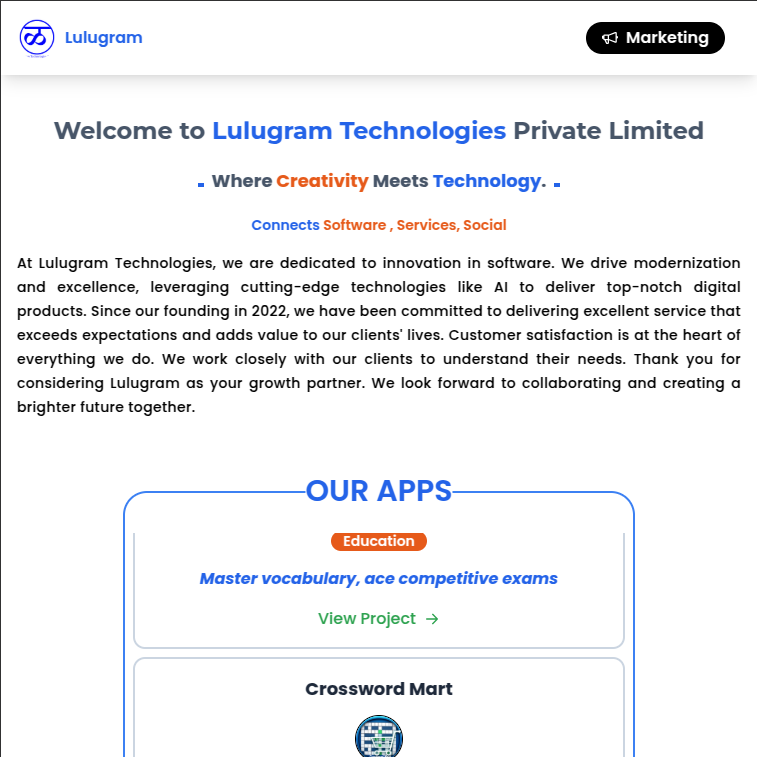 Lulugram
Marketing
Welcome to Lulugram Technologies Private Limited
Where Creativity Meets Technology.
Connects Software , Services, Social
At Lulugram Technologies, we are dedicated to innovation in software. We drive modernization
and excellence, leveraging cutting-edge technologies like AI to deliver top-notch digital
products. Since our founding in 2022, we have been committed to delivering excellent service that
exceeds expectations and adds value to our clients' lives. Customer satisfaction is at the heart of
everything we do. We work closely with our clients to understand their needs. Thank you for
considering Lulugram as your growth partner. We look forward to collaborating and creating a
brighter future together.
OUR APPS
Education
Master vocabulary, ace competitive exams
View Project →
Crossword Mart